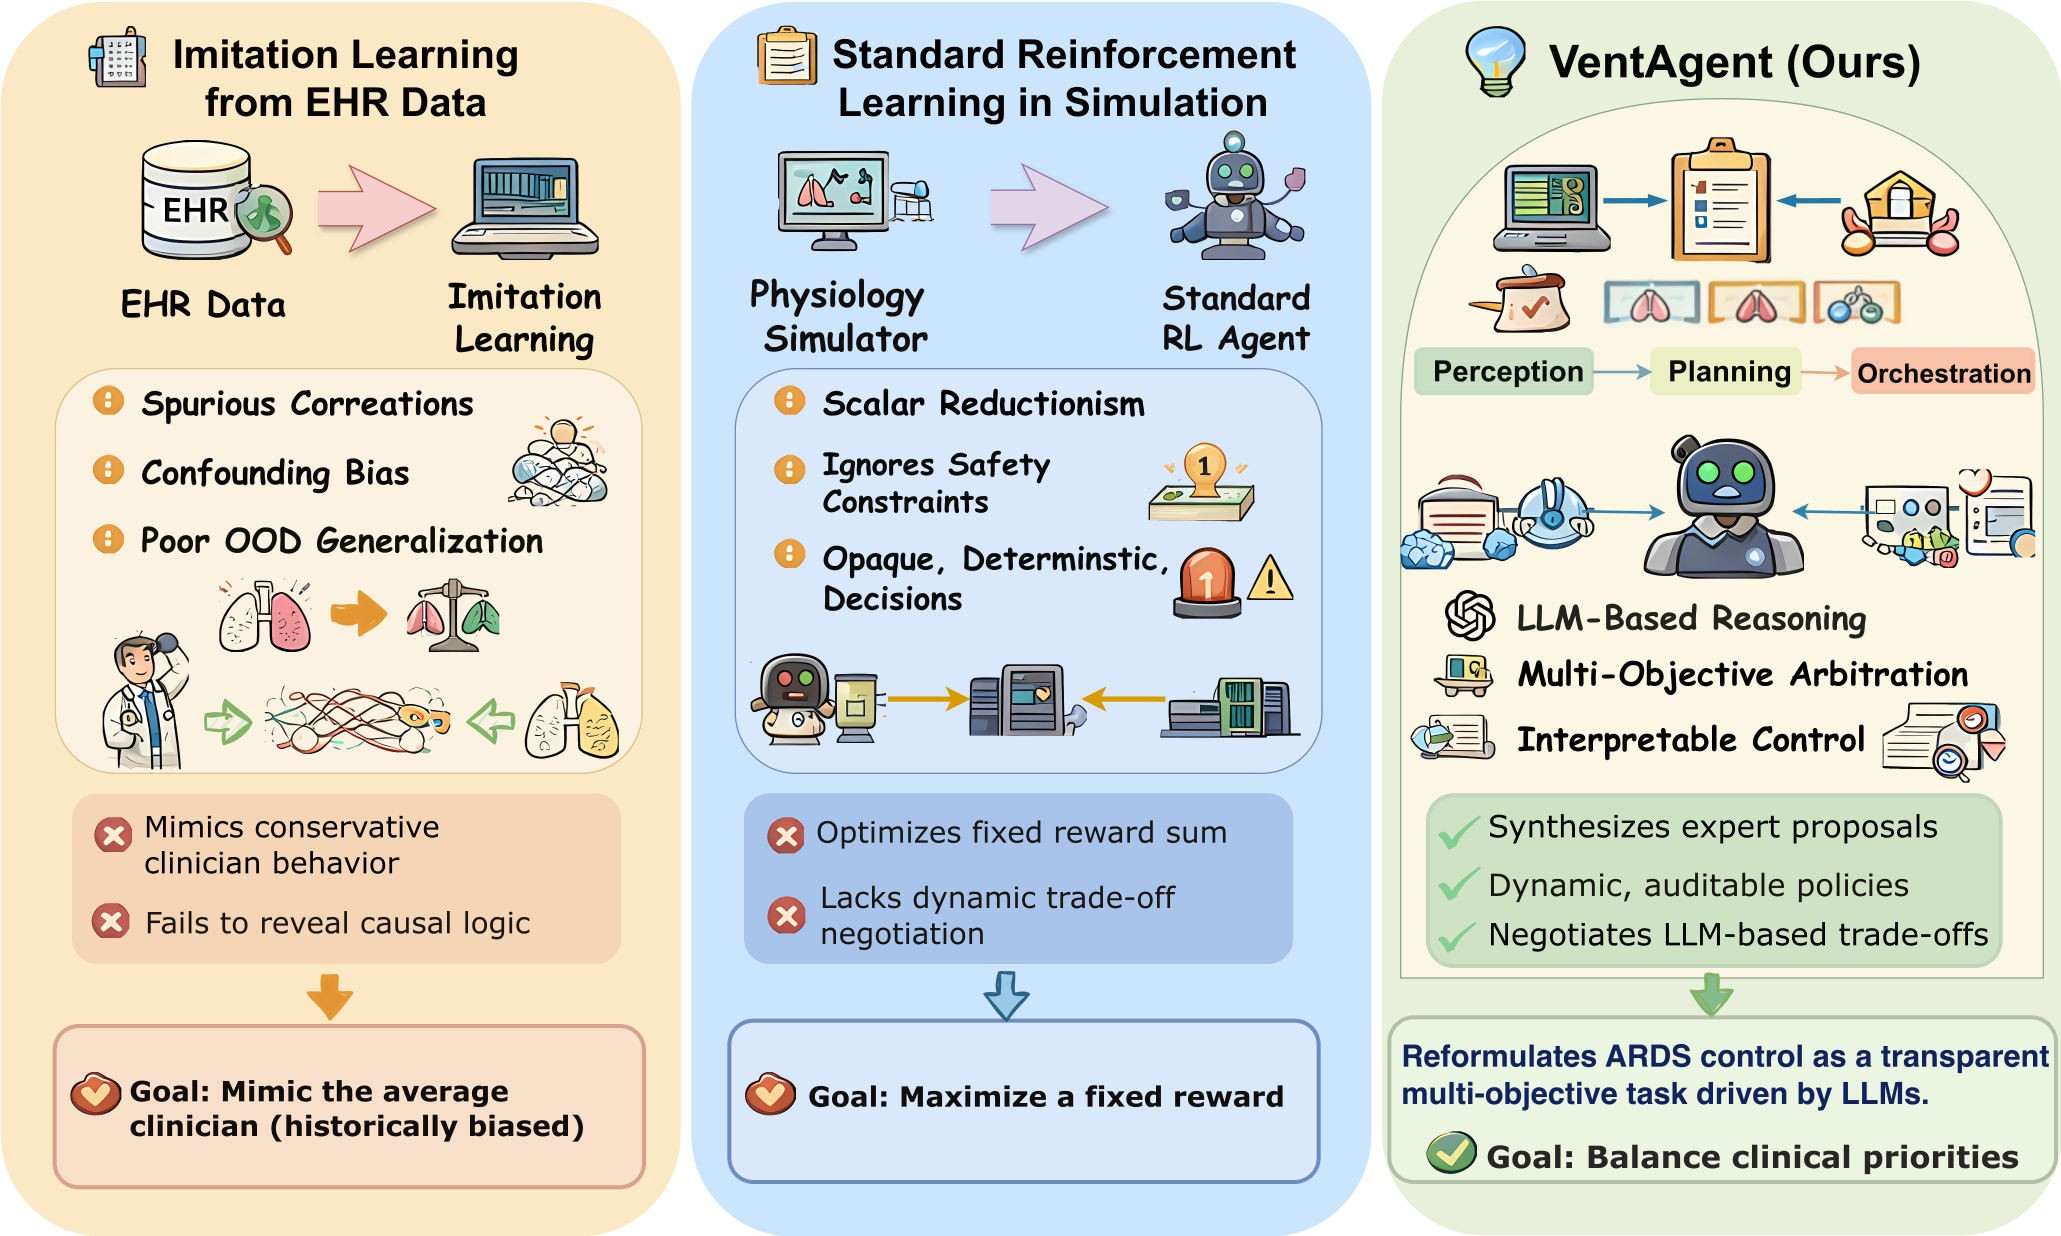 Imitation Learning
from EHR Data
EHR
EHR Data
Imitation
Learning
Spurious Correations
Confounding Bias
Poor OOD Generalization
Mimics conservative
clinician behavior
Fails to reveal causal logic
Goal: Mimic the average
clinician (historically biased)
Standard Reinforcement
Learning in Simulation
Physiology
Simulator
Standard
RL Agent
Scalar Reductionism
Ignores Safety
Constraints
1
Opaque, Determinstic,
Decisions
1
Optimizes fixed reward sum
Lacks dynamic trade-off
negotiation
Goal: Maximize a fixed reward
VentAgent (Ours)
Perception
Planning
Orchestration
LLM-Based Reasoning
Multi-Objective Arbitration
Interpretable Control
Synthesizes expert proposals
Dynamic, auditable policies
Negotiates LLM-based trade-offs
Reformulates ARDS control as a transparent
multi-objective task driven by LLMs.
Goal: Balance clinical priorities